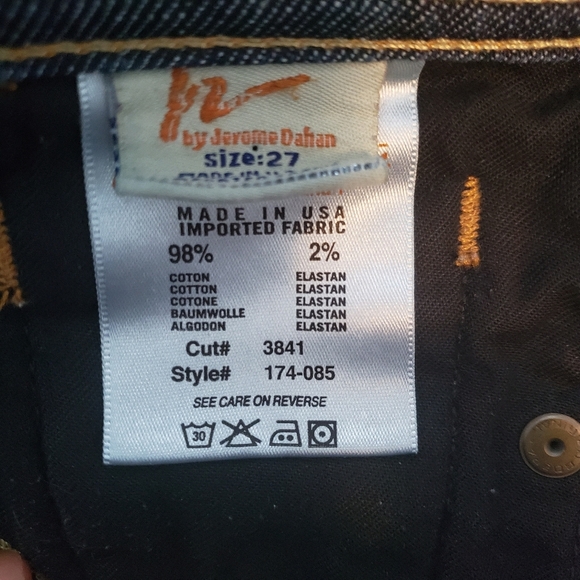 by Jerome Dahan
size:27
MADE IN USA
IMPORTED FABRIC
98% 2%
COTON ELASTAN
COTTON ELASTAN
COTONE ELASTAN
BAUMWOLLE ELASTAN
ALGODON ELASTAN
Cut# 3841
Style# 174-085
SEE CARE ON REVERSE
30